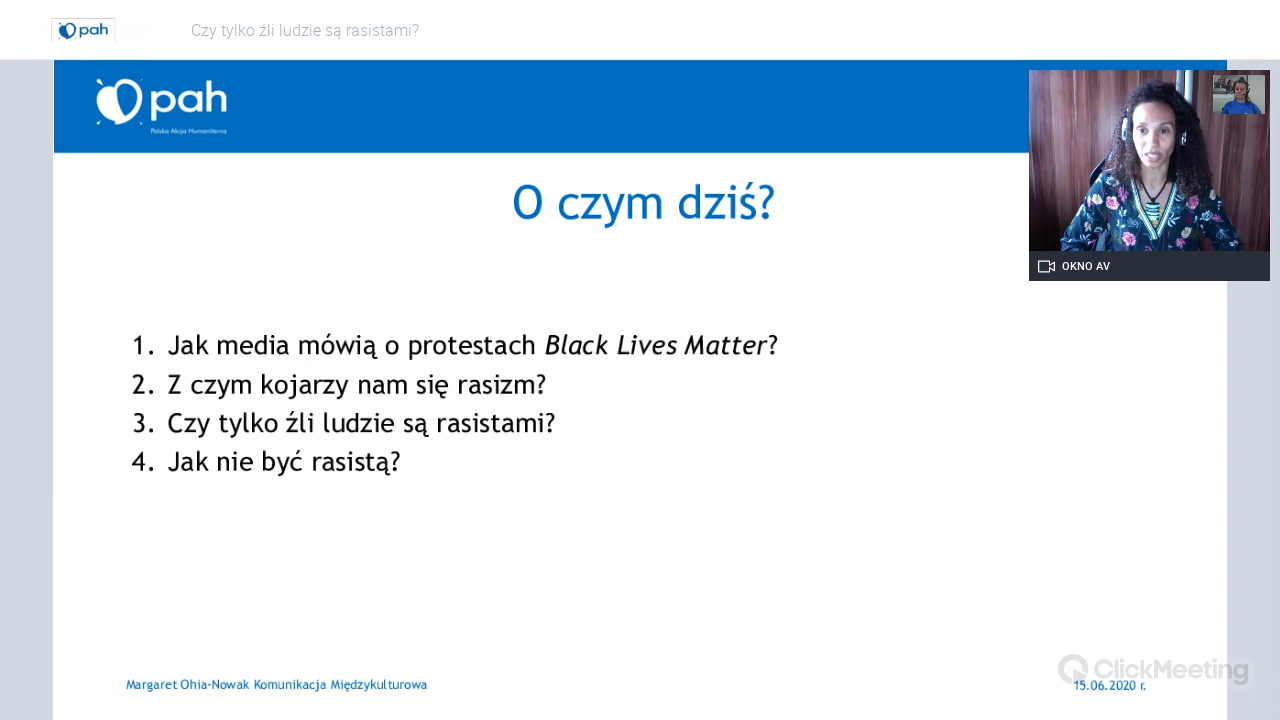 pah
Czy tylko źli ludzie są rasistami?
pah
Polska Akcja Humanitarna
OKNO AV
O czym dziś?
1. Jak media mówią o protestach Black Lives Matter?
2. Z czym kojarzy nam się rasizm?
3. Czy tylko źli ludzie są rasistami?
4. Jak nie być rasistą?
ClickMeeting
Margaret Ohia-Nowak Komunikacja Międzykulturowa
15.06.2020 r.